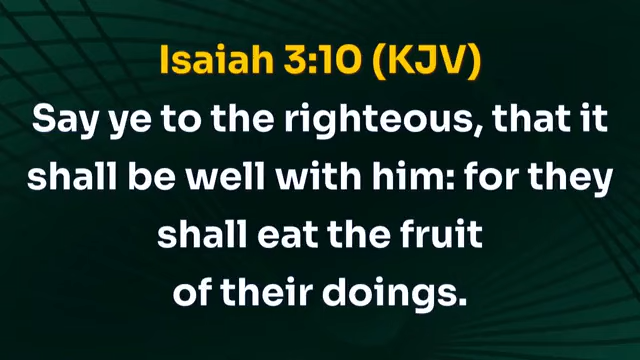 Isaiah 3:10 (KJV)
Say ye to the righteous, that it
shall be well with him: for they
shall eat the fruit
of their doings.